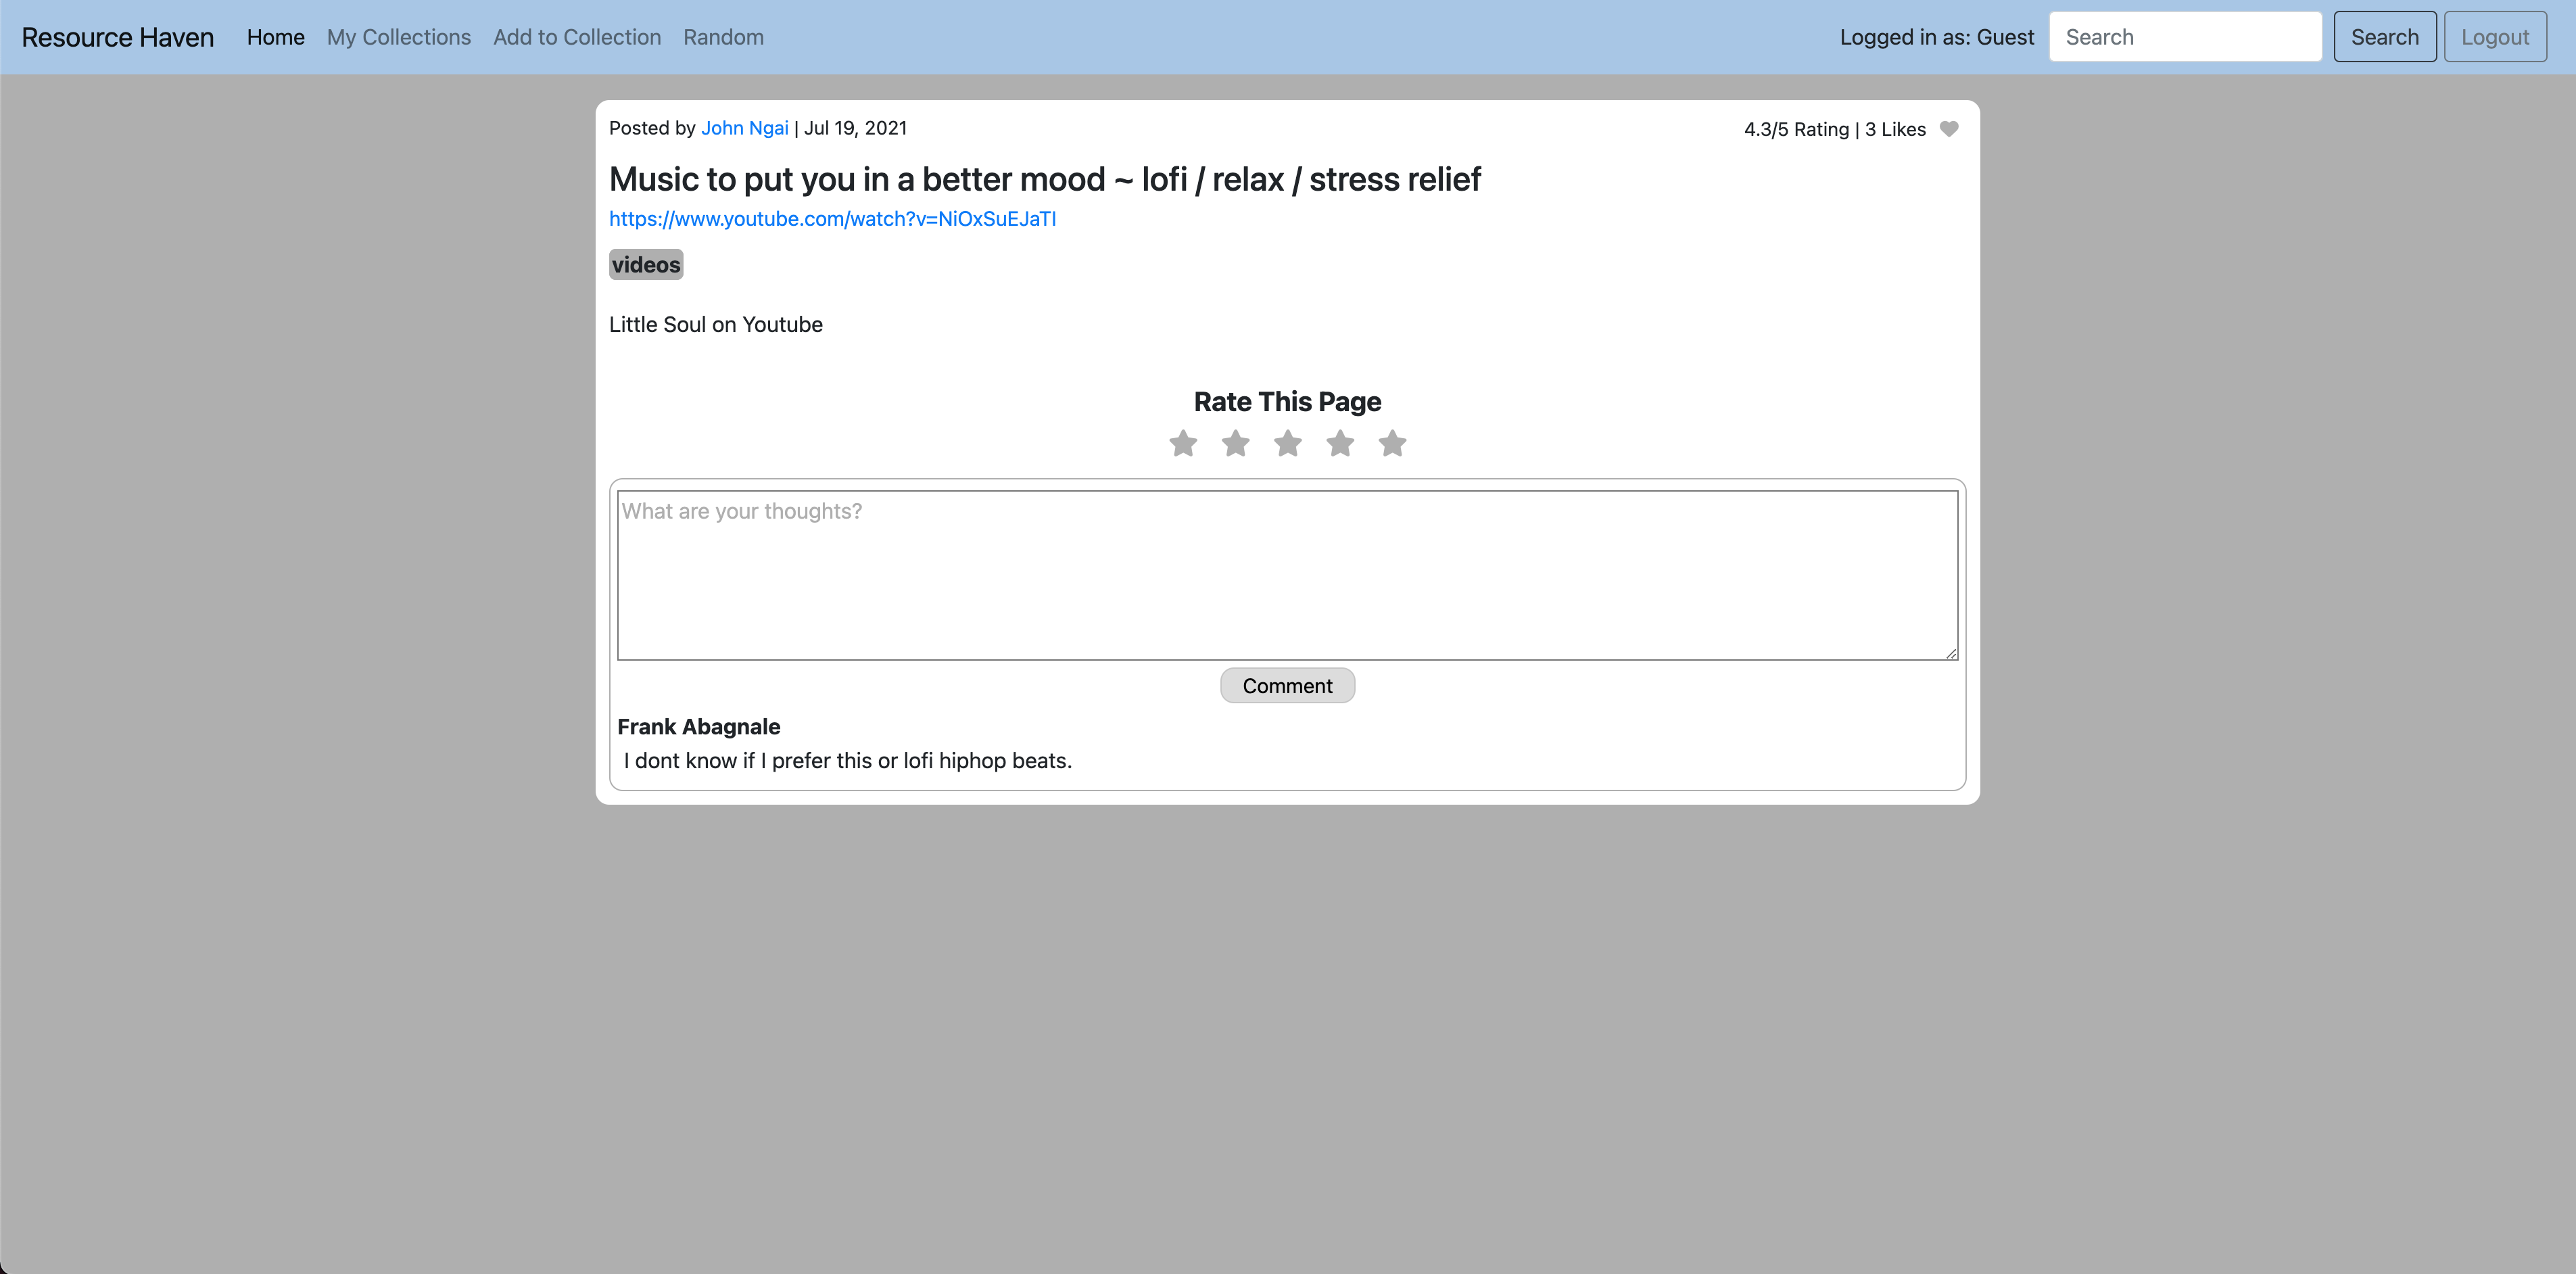 Resource Haven Home My Collections Add to Collection Random Logged in as: Guest Search Search Logout
Posted by John Ngai | Jul 19, 2021 4.3/5 Rating | 3 Likes
Music to put you in a better mood ~ lofi / relax / stress relief
https://www.youtube.com/watch?v=NiOxSuEJaTI
videos
Little Soul on Youtube
Rate This Page
What are your thoughts?
Comment
Frank Abagnale
I dont know if I prefer this or lofi hiphop beats.